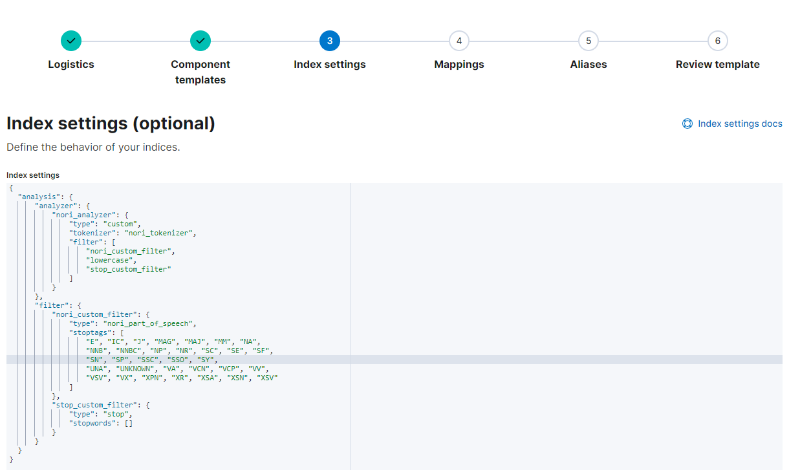 3 4 5 6
Logistics Component templates Index settings Mappings Aliases Review template
Index settings (optional)
Index settings docs
Define the behavior of your indices.
Index settings
{
"analysis": {
"analyzer": {
"nori_analyzer": {
"type": "custom",
"tokenizer": "nori_tokenizer",
"filter": [
"nori_custom_filter",
"lowercase",
"stop_custom_filter"
]
}
},
"filter": {
"nori_custom_filter": {
"type": "nori_part_of_speech",
"stoptags": [
"E", "IC", "J", "MAG", "MAJ", "MM", "NA",
"NNB", "NNBC", "NP", "NR", "SC", "SE", "SF",
"SN", "SP", "SSC", "SSO", "SY",
"UNA", "UNKNOWN", "VA", "VCN", "VCP", "VV",
"VSV", "VX", "XPN", "XR", "XSA", "XSN", "XSV"
]
},
"stop_custom_filter": {
"type": "stop",
"stopwords": []
}
}
}
}